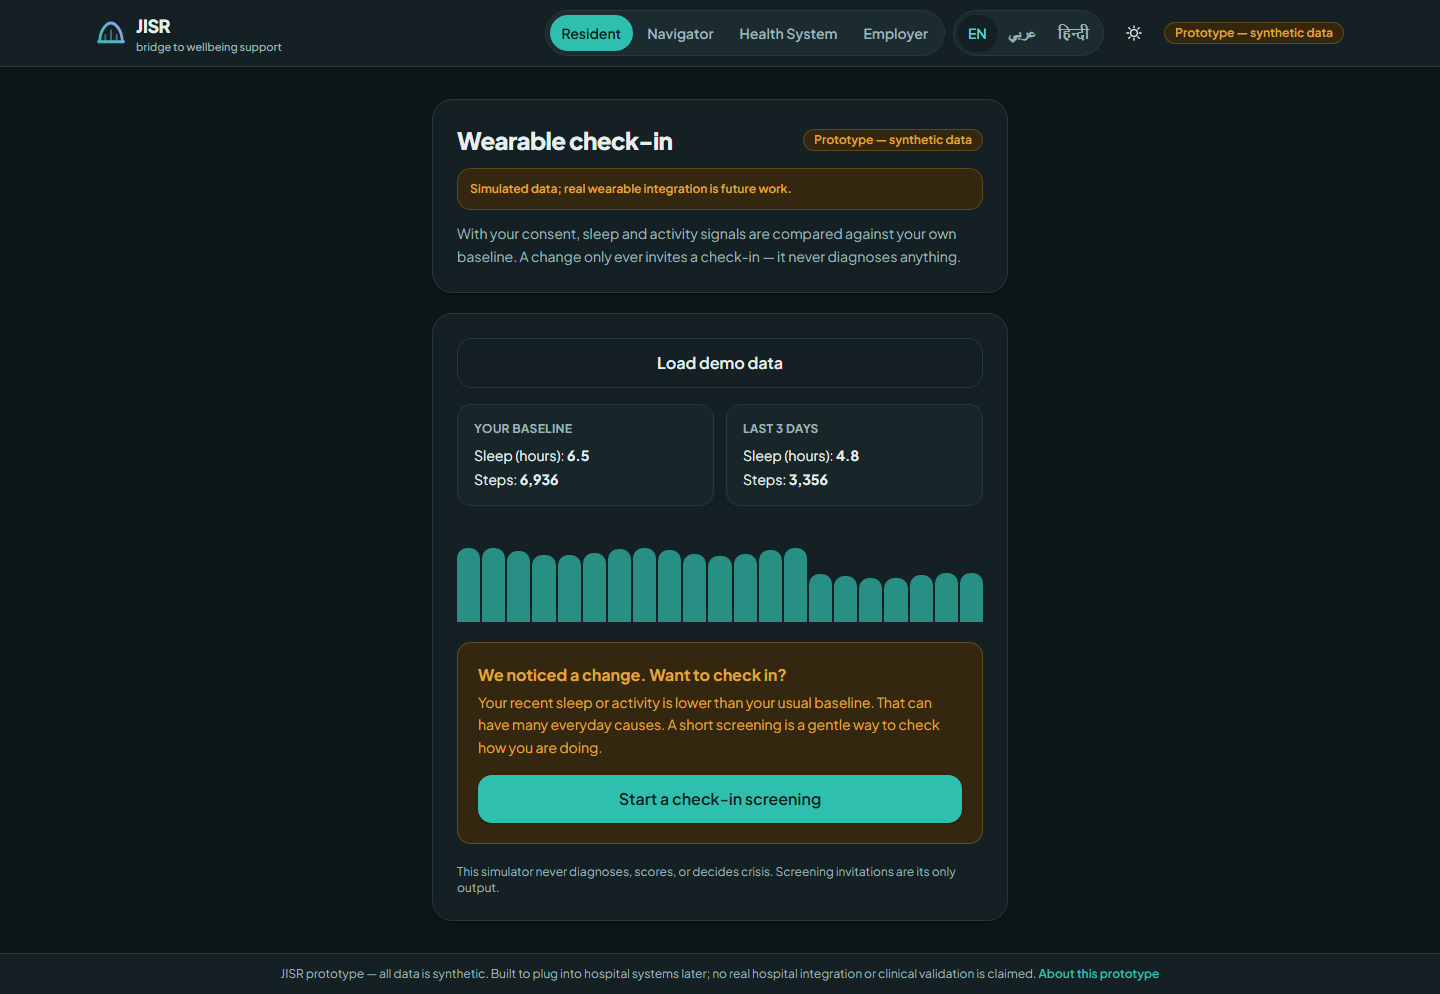 JISR
bridge to wellbeing support
Resident
Navigator
Health System
Employer
EN
عربي
हिन्दी
Prototype — synthetic data
Wearable check-in
Prototype — synthetic data
Simulated data; real wearable integration is future work.
With your consent, sleep and activity signals are compared against your own
baseline. A change only ever invites a check-in — it never diagnoses anything.
Load demo data
YOUR BASELINE
Sleep (hours): 6.5
Steps: 6,936
LAST 3 DAYS
Sleep (hours): 4.8
Steps: 3,356
We noticed a change. Want to check in?
Your recent sleep or activity is lower than your usual baseline. That can
have many everyday causes. A short screening is a gentle way to check
how you are doing.
Start a check-in screening
This simulator never diagnoses, scores, or decides crisis. Screening invitations are its only
output.
JISR prototype — all data is synthetic. Built to plug into hospital systems later; no real hospital integration or clinical validation is claimed. About this prototype